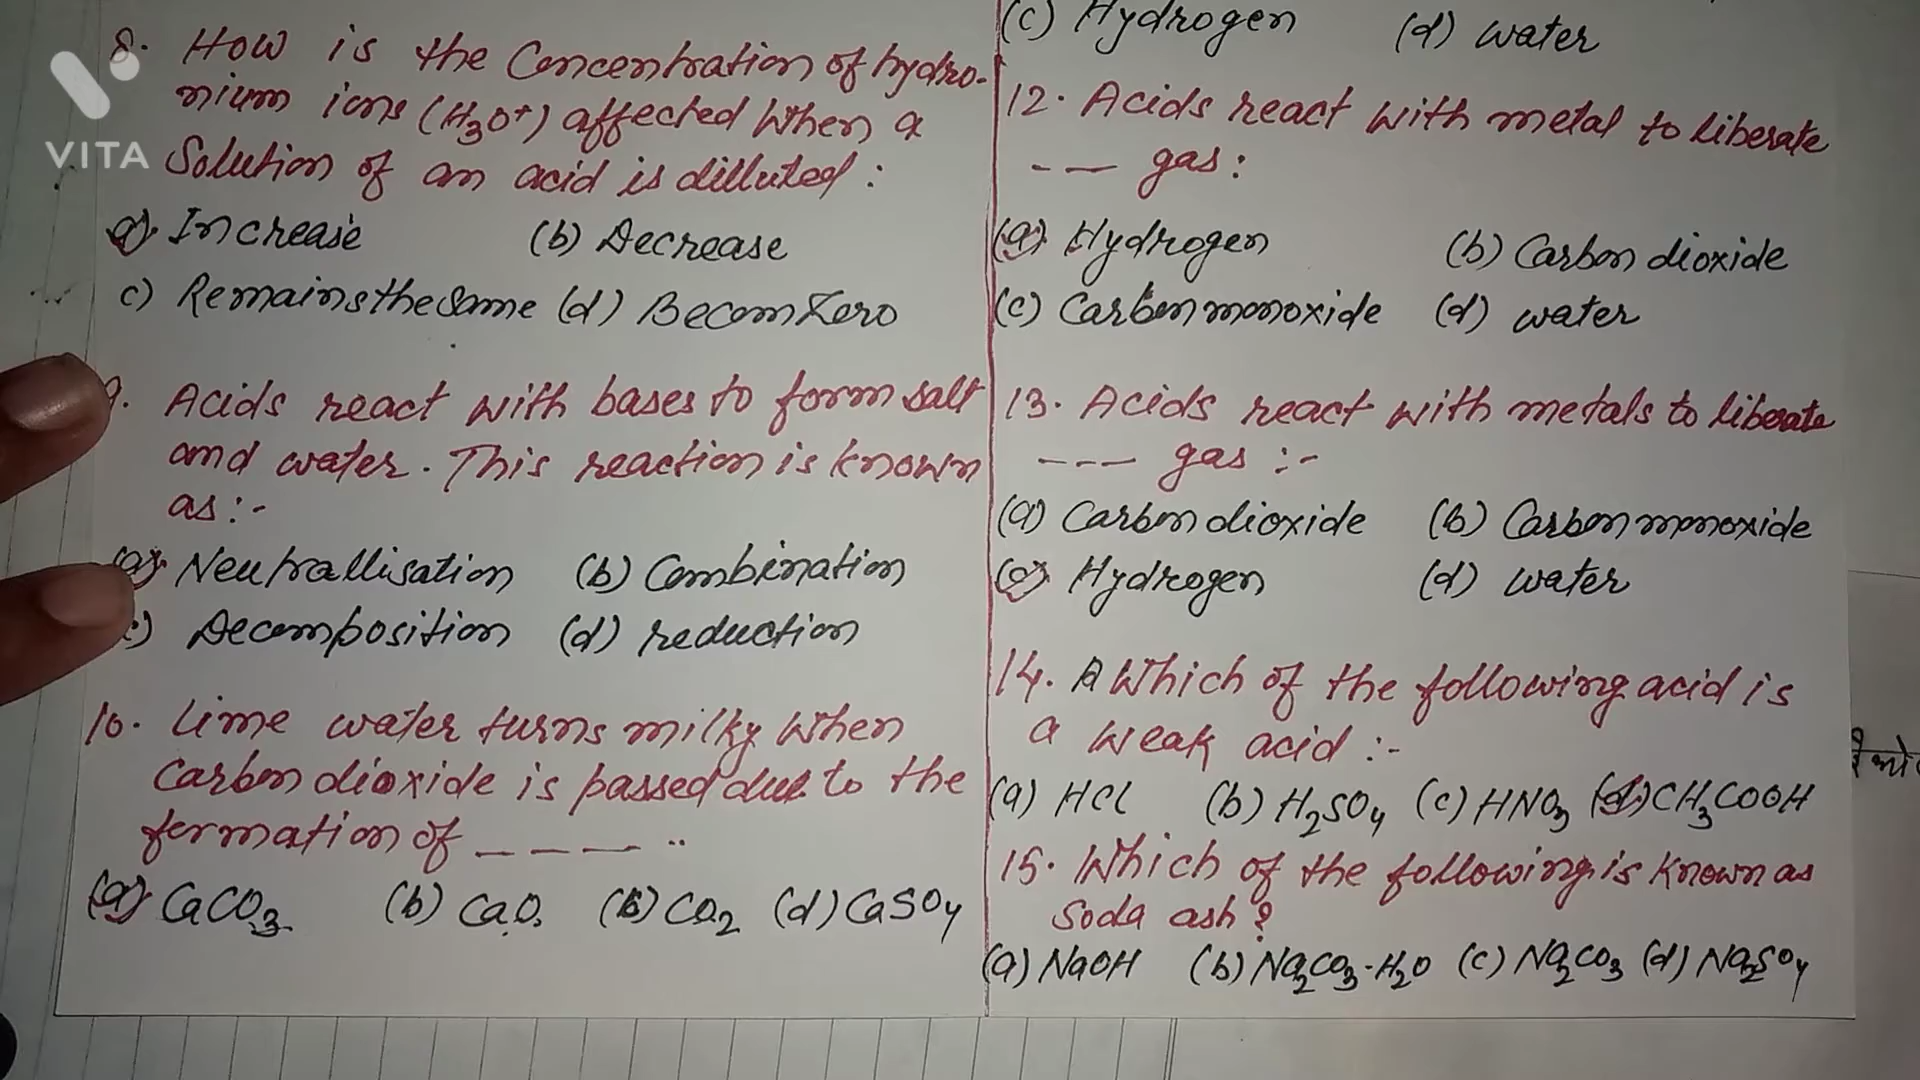 VITA
8. How is the Concentration of hydro-
nium ions (H3O+) affected When a
Solution of an acid is dilluted :
a) Increase (b) Decrease
c) Remains the same (d) Becom Zero
9. Acids react with bases to form salt
and water. This reaction is known
as :-
(a) Neutrallisation (b) Combination
c) Decomposition (d) reduction
10. Lime water turns milky When
Carbon dioxide is passed due to the
formation of _ _ _ _ ..
(a) CaCO3 (b) CaO. (c) CO2 (d) CaSO4
(c) Hydrogen (d) water
12. Acids react with metal to liberate
-- — gas :
(a) Hydrogen (b) Carbon dioxide
(c) Carbon monoxide (d) water
13. Acids react with metals to liberate
--- gas :-
(a) Carbon dioxide (b) Carbon monoxide
(c) Hydrogen (d) water
14. A Which of the following acid is
a weak acid :-
(a) HCl (b) H2SO4 (c) HNO3 (d) CH3COOH
15. Which of the following is known as
Soda ash ?
(a) NaOH (b) Na2CO3·H2O (c) Na2CO3 (d) Na2SO4